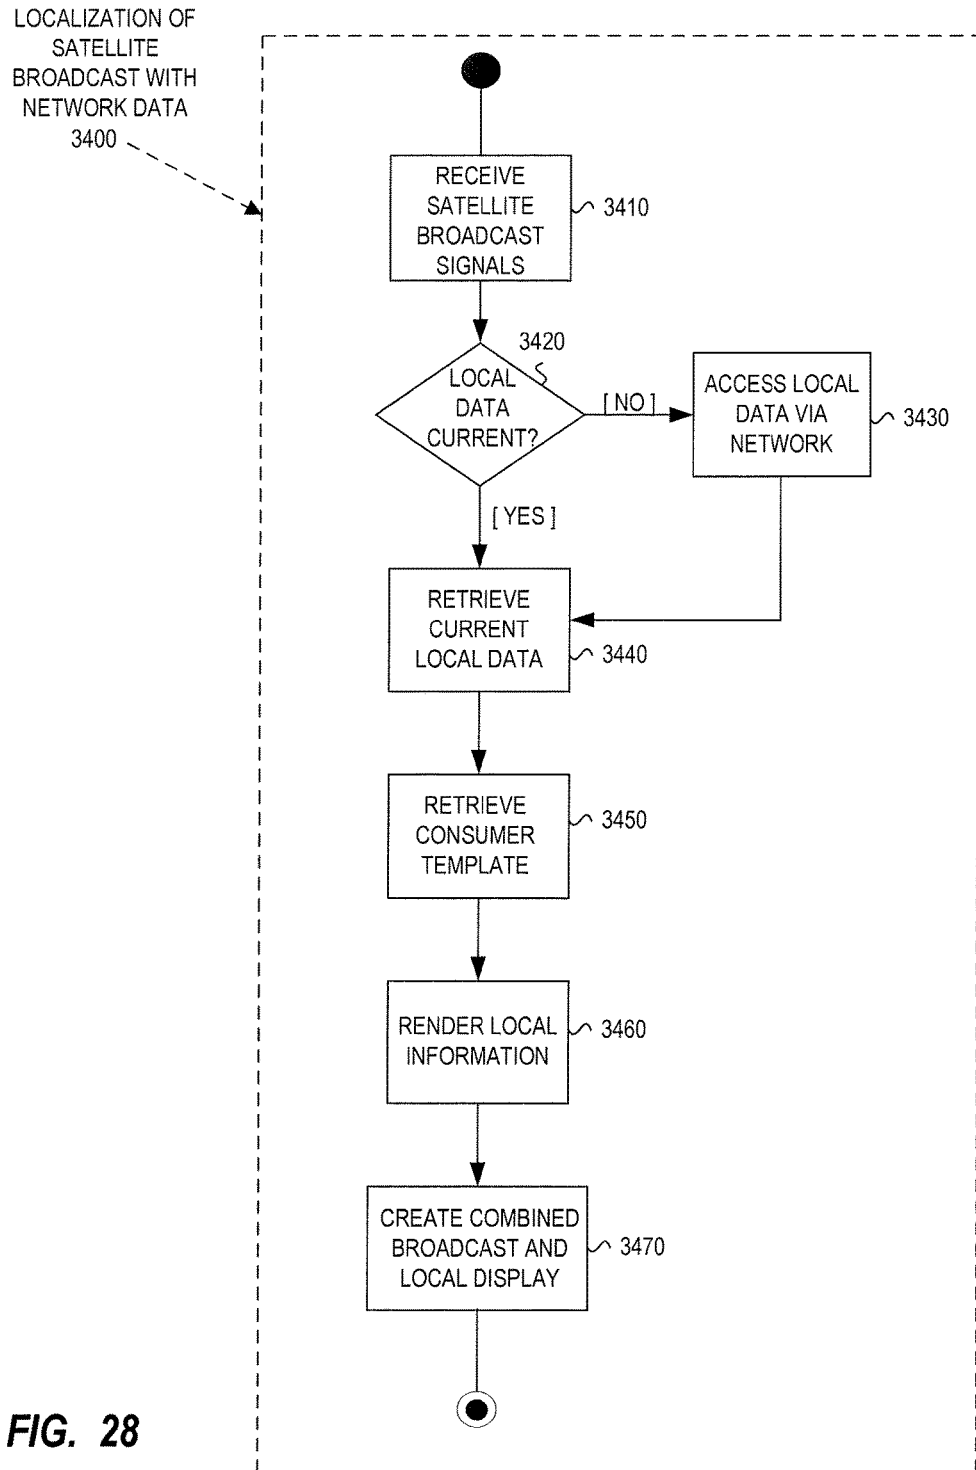 LOCALIZATION OF
SATELLITE
BROADCAST WITH
NETWORK DATA
3400
RECEIVE
SATELLITE
BROADCAST
SIGNALS
3410
3420
LOCAL
DATA
CURRENT?
[ NO ]
ACCESS LOCAL
DATA VIA
NETWORK
3430
[ YES ]
RETRIEVE
CURRENT
LOCAL DATA
3440
RETRIEVE
CONSUMER
TEMPLATE
3450
RENDER LOCAL
INFORMATION
3460
CREATE COMBINED
BROADCAST AND
LOCAL DISPLAY
3470
FIG. 28